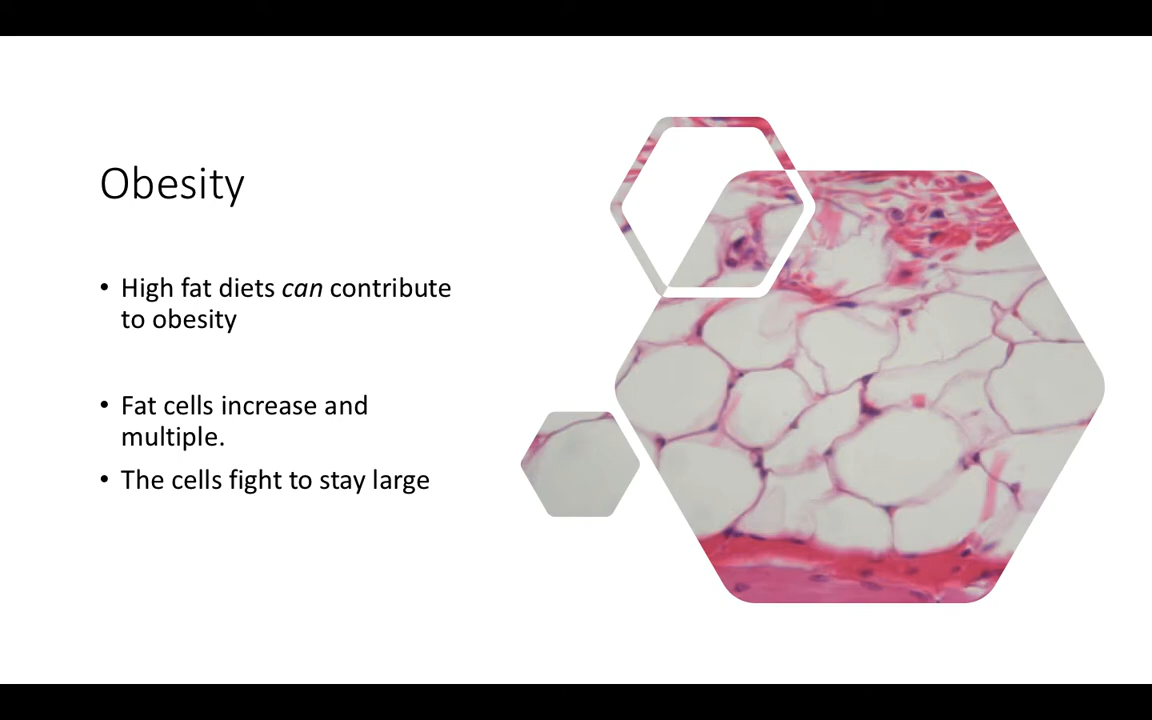 Obesity
• High fat diets can contribute
to obesity
• Fat cells increase and
multiple.
• The cells fight to stay large